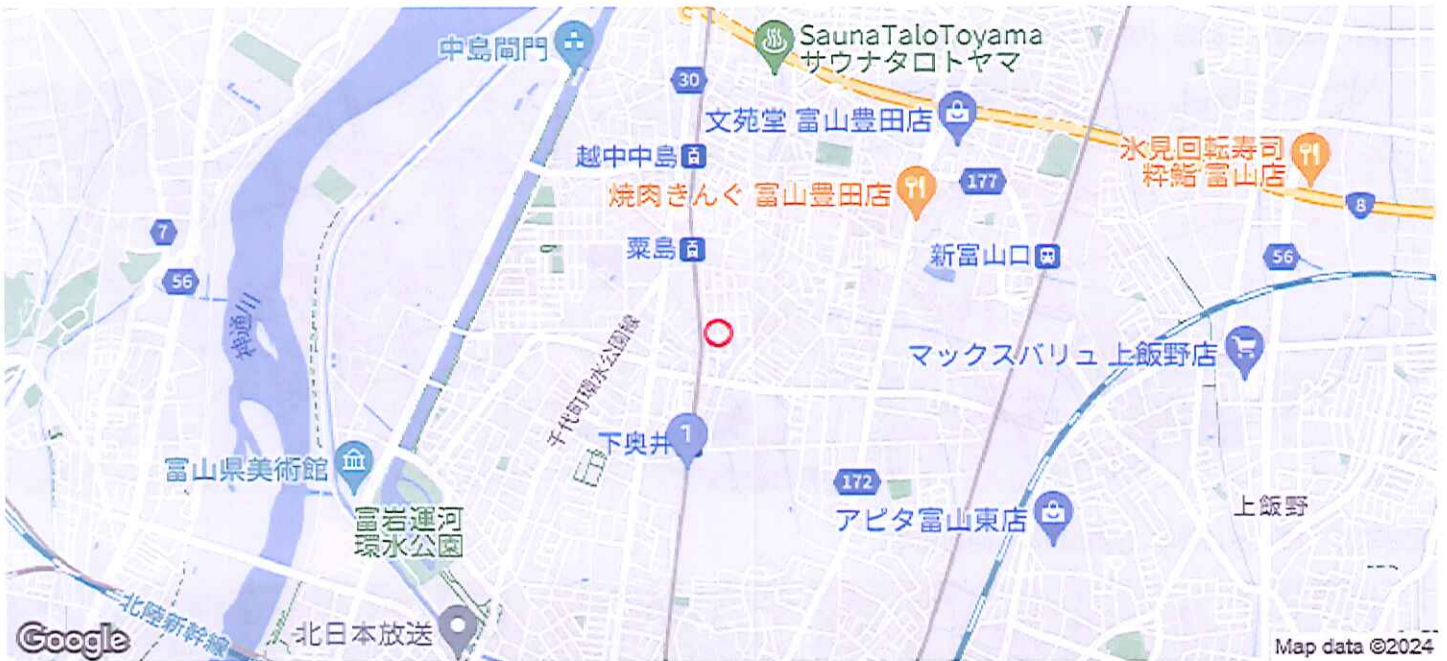 中島閘門
SaunaTaloToyama
サウナタロトヤマ
30
文苑堂 富山豊田店
越中中島
氷見回転寿司
粋鮨 富山店
焼肉きんぐ 富山豊田店
177
8
7
粟島
新富山口
56
56
神通川
千代町環水公園線
マックスバリュ 上飯野店
下奥井
1
富山県美術館
172
アピタ富山東店
上飯野
富岩運河
環水公園
北陸新幹線
北日本放送
Google
Map data ©2024